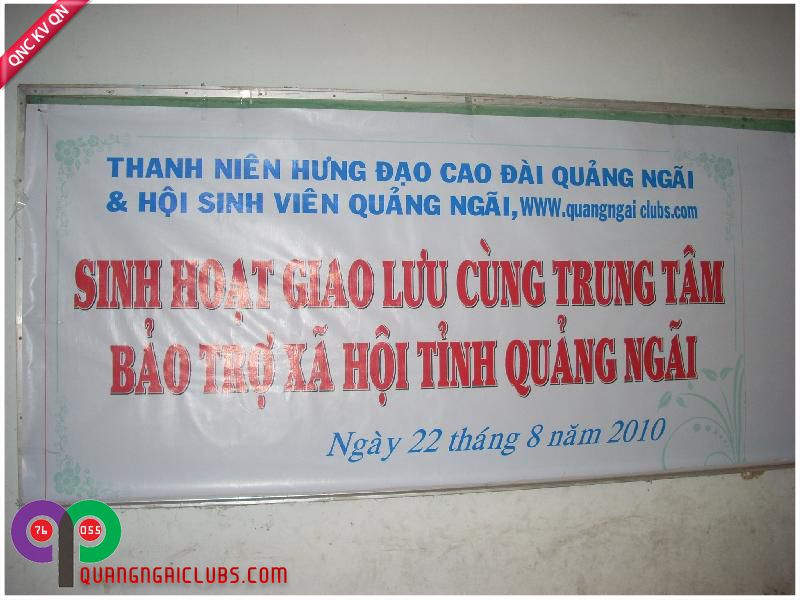 QNC KV QN
THANH NIÊN HƯNG ĐẠO CAO ĐÀI QUẢNG NGÃI
& HỘI SINH VIÊN QUẢNG NGÃI,WWW.quangngai clubs.com
SINH HOẠT GIAO LƯU CÙNG TRUNG TÂM
BẢO TRỢ XÃ HỘI TỈNH QUẢNG NGÃI
Ngày 22 tháng 8 năm 2010
76 055
QUANGNGAICLUBS.COM